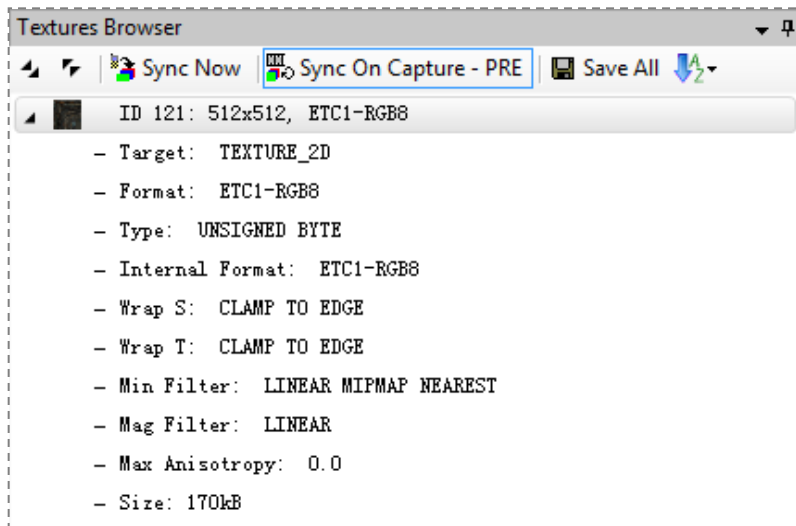 Textures Browser
Sync Now Sync On Capture - PRE Save All
ID 121: 512x512, ETC1-RGB8
– Target: TEXTURE_2D
– Format: ETC1-RGB8
– Type: UNSIGNED BYTE
– Internal Format: ETC1-RGB8
– Wrap S: CLAMP TO EDGE
– Wrap T: CLAMP TO EDGE
– Min Filter: LINEAR MIPMAP NEAREST
– Mag Filter: LINEAR
– Max Anisotropy: 0.0
– Size: 170kB